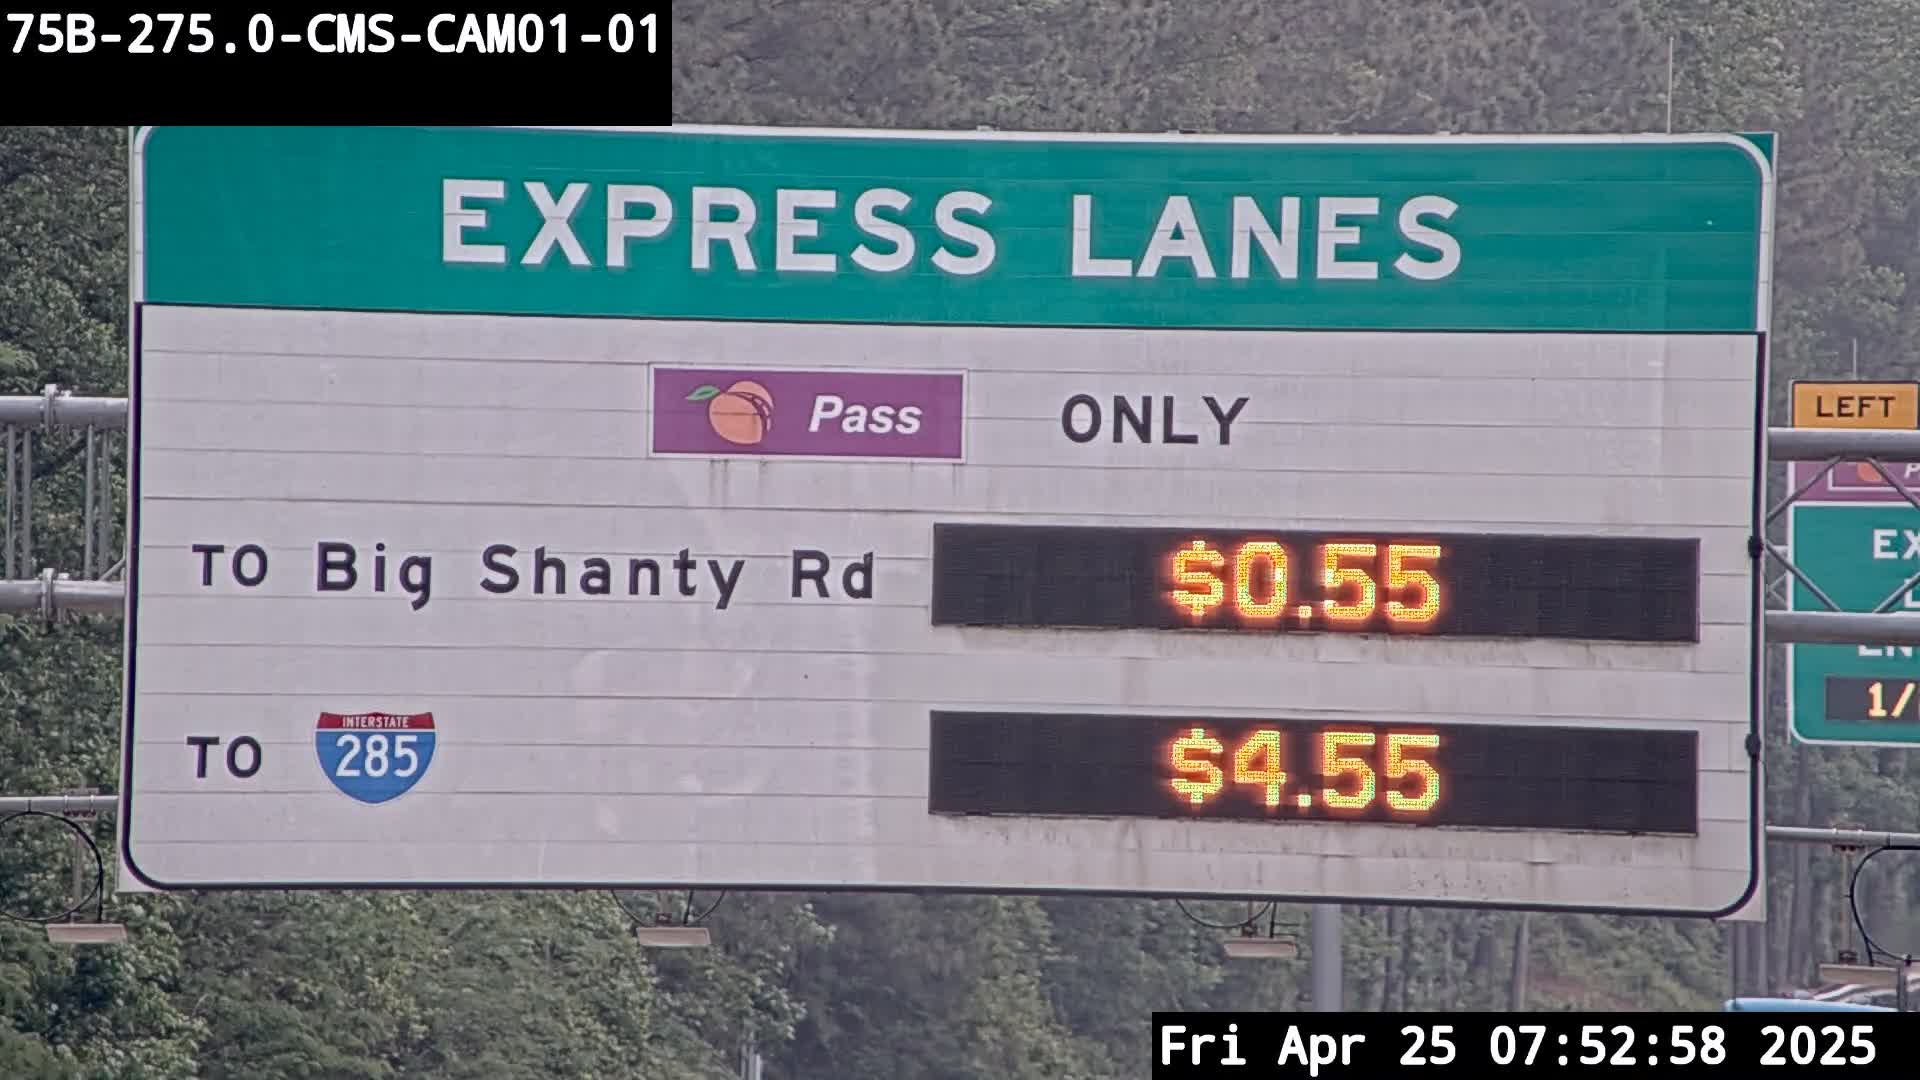 75B-275.0-CMS-CAM01-01
EXPRESS LANES
Pass ONLY
LEFT
TO Big Shanty Rd $0.55
TO INTERSTATE 285 $4.55
1/
Fri Apr 25 07:52:58 2025